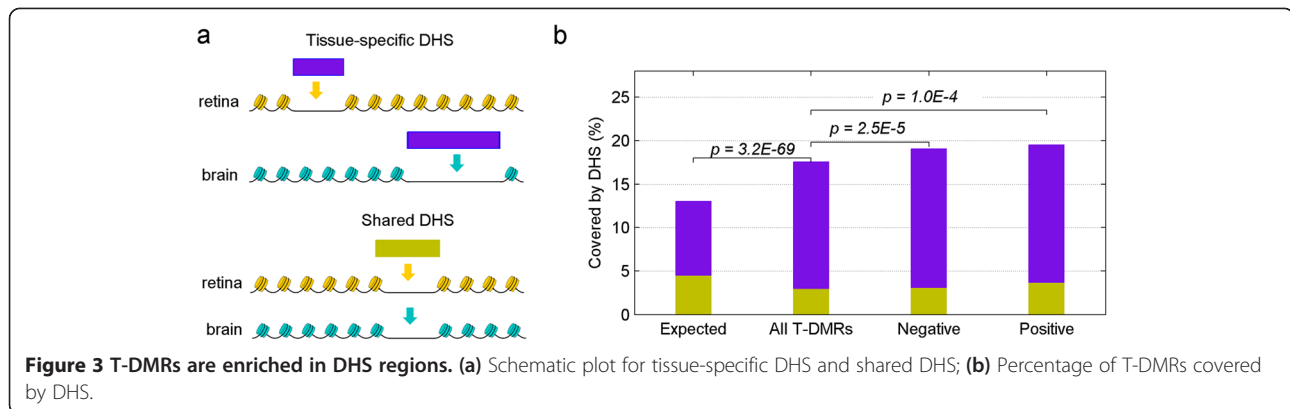 a
Tissue-specific DHS
retina
brain
Shared DHS
retina
brain
b
Covered by DHS (%)
25
20
15
10
5
0
p = 3.2E-69
p = 2.5E-5
p = 1.0E-4
Expected
All T-DMRs
Negative
Positive
Figure 3 T-DMRs are enriched in DHS regions. (a) Schematic plot for tissue-specific DHS and shared DHS; (b) Percentage of T-DMRs covered
by DHS.